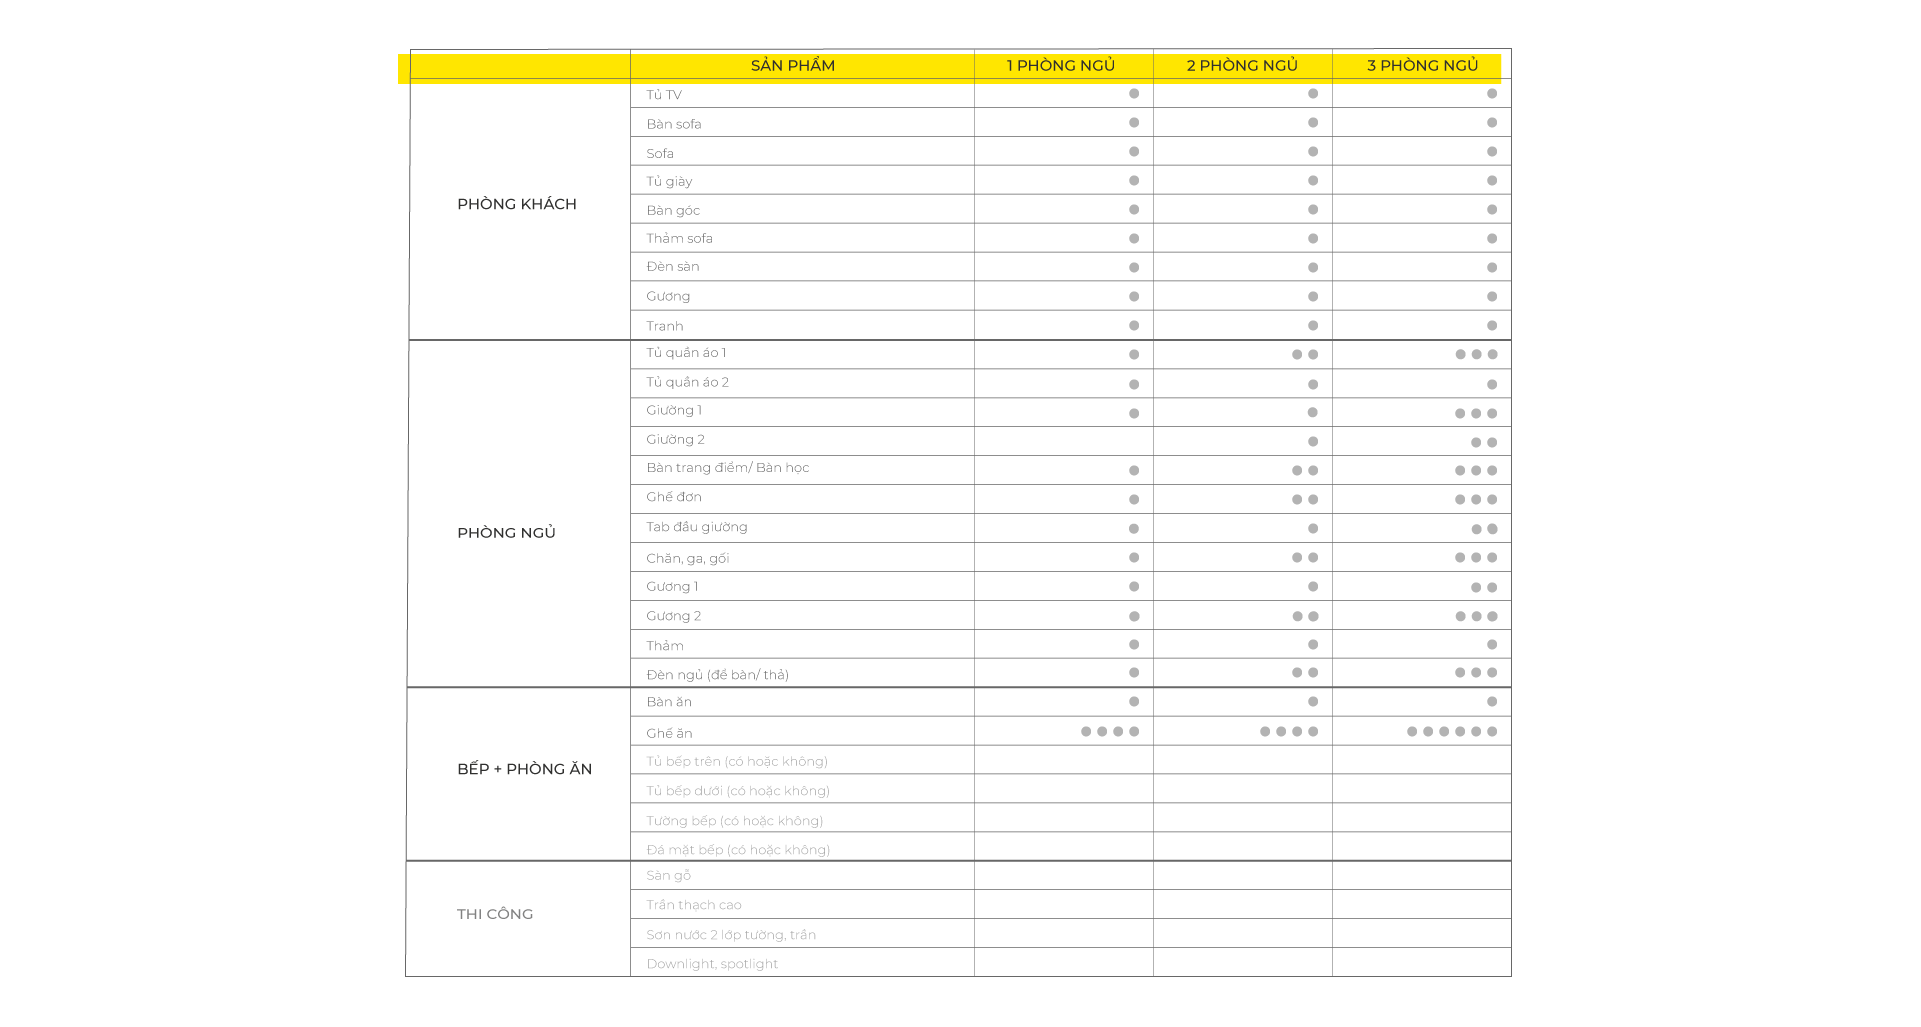 SẢN PHẨM 1 PHÒNG NGỦ 2 PHÒNG NGỦ 3 PHÒNG NGỦ
PHÒNG KHÁCH
Tủ TV
Bàn sofa
Sofa
Tủ giày
Bàn góc
Thảm sofa
Đèn sàn
Gương
Tranh
PHÒNG NGỦ
Tủ quần áo 1
Tủ quần áo 2
Giường 1
Giường 2
Bàn trang điểm/ Bàn học
Ghế đơn
Tab đầu giường
Chăn, ga, gối
Gương 1
Gương 2
Thảm
Đèn ngủ (để bàn/ thả)
BẾP + PHÒNG ĂN
Bàn ăn
Ghế ăn
Tủ bếp trên (có hoặc không)
Tủ bếp dưới (có hoặc không)
Tường bếp (có hoặc không)
Đá mặt bếp (có hoặc không)
THI CÔNG
Sàn gỗ
Trần thạch cao
Sơn nước 2 lớp tường, trần
Downlight, spotlight